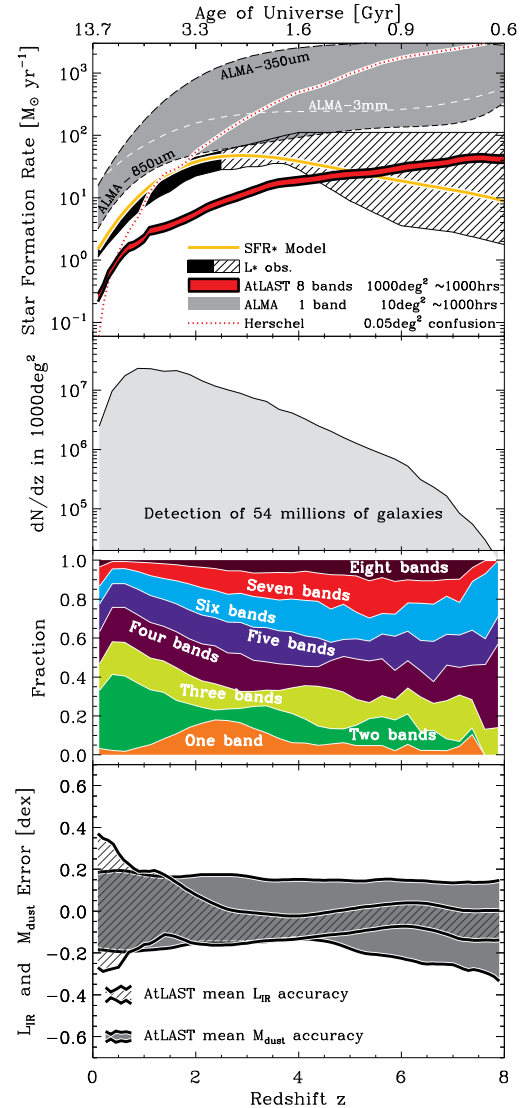 Age of Universe [Gyr]
13.7 3.3 1.6 0.9 0.6
Star Formation Rate [M⊙ yr⁻¹]
10³
10²
10¹
10⁰
10⁻¹
ALMA-350um
ALMA-3mm
ALMA-850um
SFR* Model
L* obs.
AtLAST 8 bands 1000deg² ~1000hrs
ALMA 1 band 10deg² ~1000hrs
Herschel 0.05deg² confusion
dN/dz in 1000deg²
10⁷
10⁶
10⁵
Detection of 54 millions of galaxies
Fraction
1.0
0.8
0.6
0.4
0.2
0.0
Eight bands
Seven bands
Six bands
Five bands
Four bands
Three bands
Two bands
One band
L_IR and M_dust Error [dex]
0.6
0.4
0.2
0.0
-0.2
-0.4
-0.6
AtLAST mean L_IR accuracy
AtLAST mean M_dust accuracy
0 2 4 6 8
Redshift z